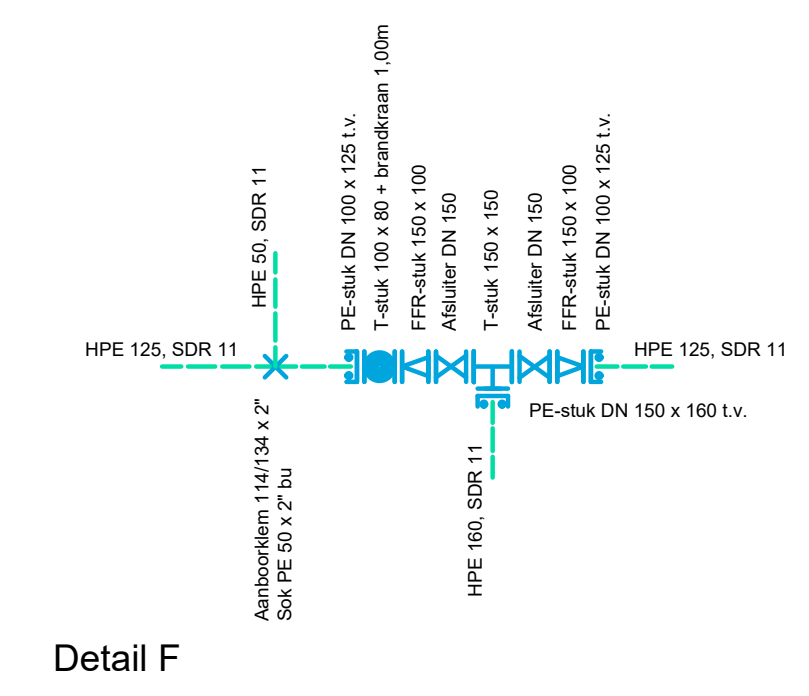 HPE 50, SDR 11
PE-stuk DN 100 x 125 t.v.
T-stuk 100 x 80 + brandkraan 1,00m
FFR-stuk 150 x 100
Afsluiter DN 150
T-stuk 150 x 150
Afsluiter DN 150
FFR-stuk 150 x 100
PE-stuk DN 100 x 125 t.v.
HPE 125, SDR 11
HPE 125, SDR 11
PE-stuk DN 150 x 160 t.v.
Aanboorklem 114/134 x 2"
Sok PE 50 x 2" bu
HPE 160, SDR 11
Detail F